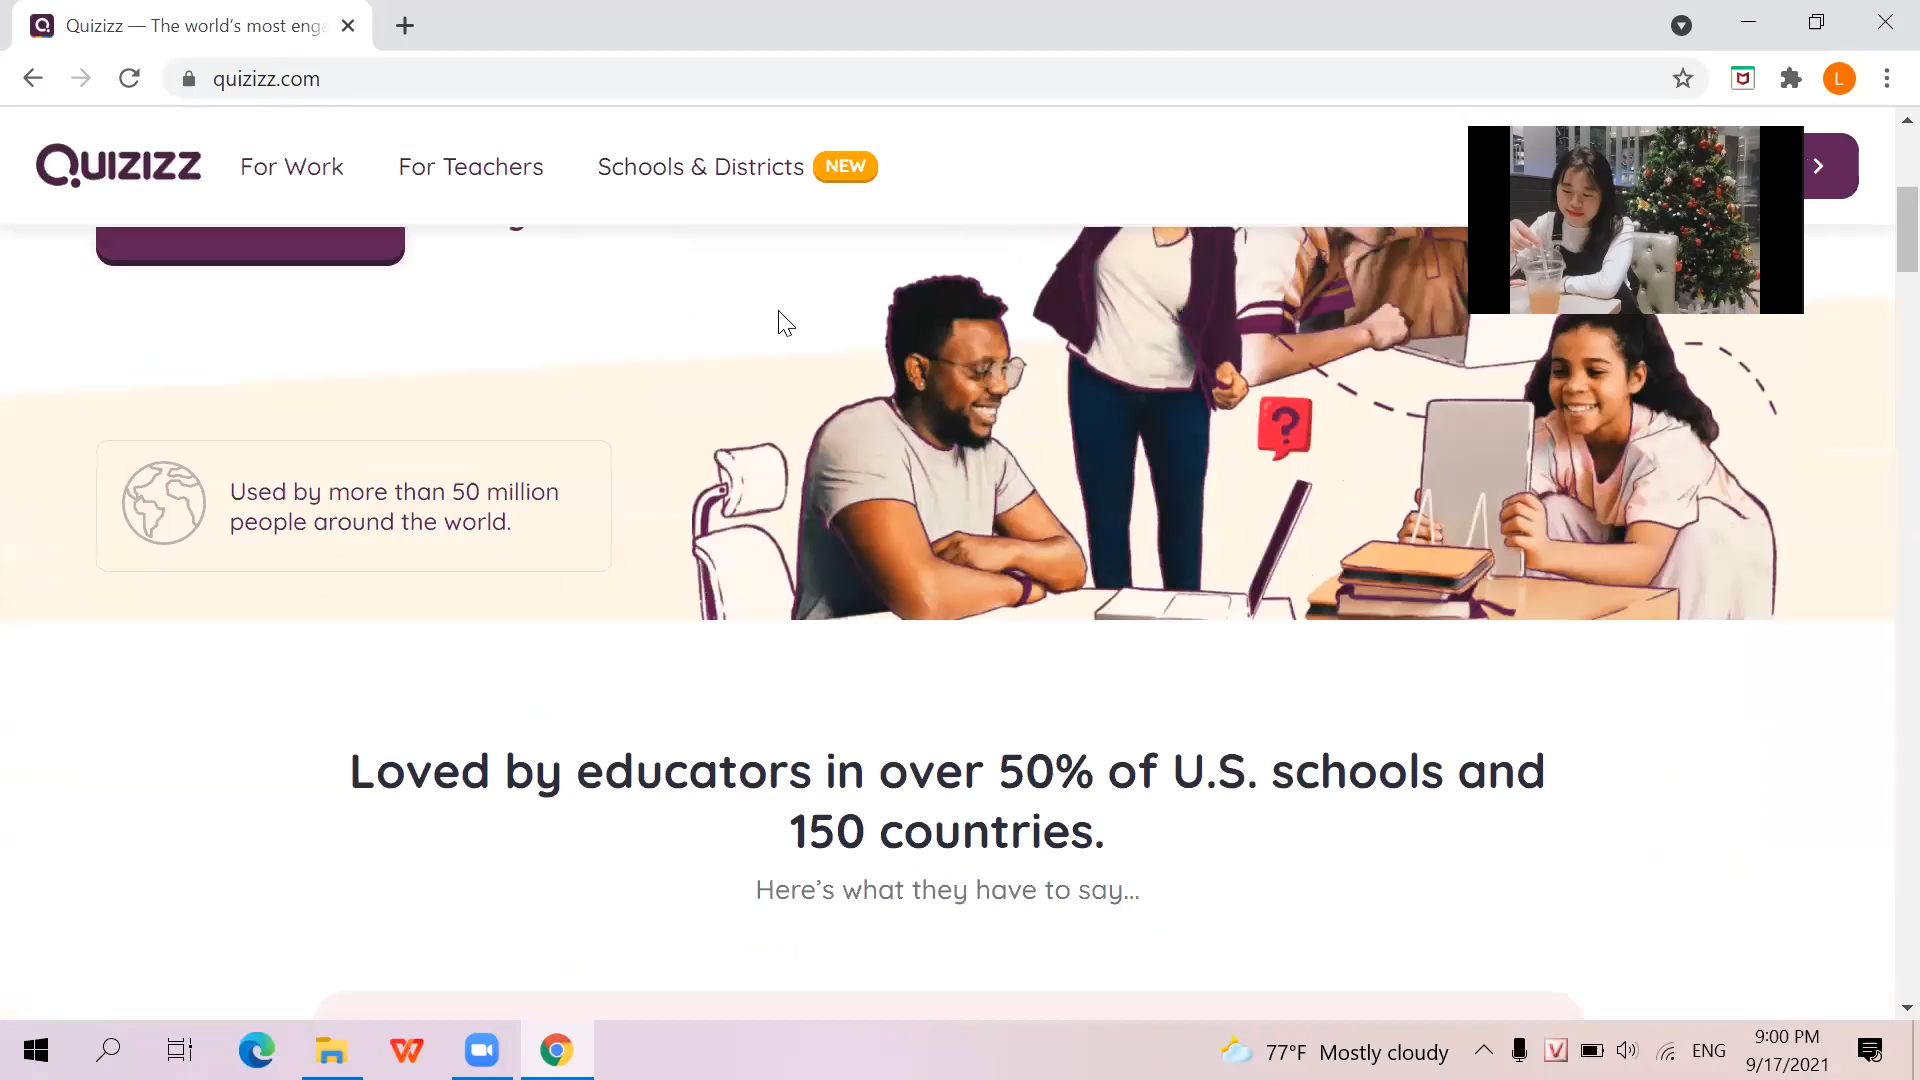 Quizizz — The world's most enga
quizizz.com
L
QUIZIZZ
For Work
For Teachers
Schools & Districts
NEW
?
Used by more than 50 million
people around the world.
Loved by educators in over 50% of U.S. schools and
150 countries.
Here's what they have to say...
77°F Mostly cloudy
V
ENG
9:00 PM
9/17/2021